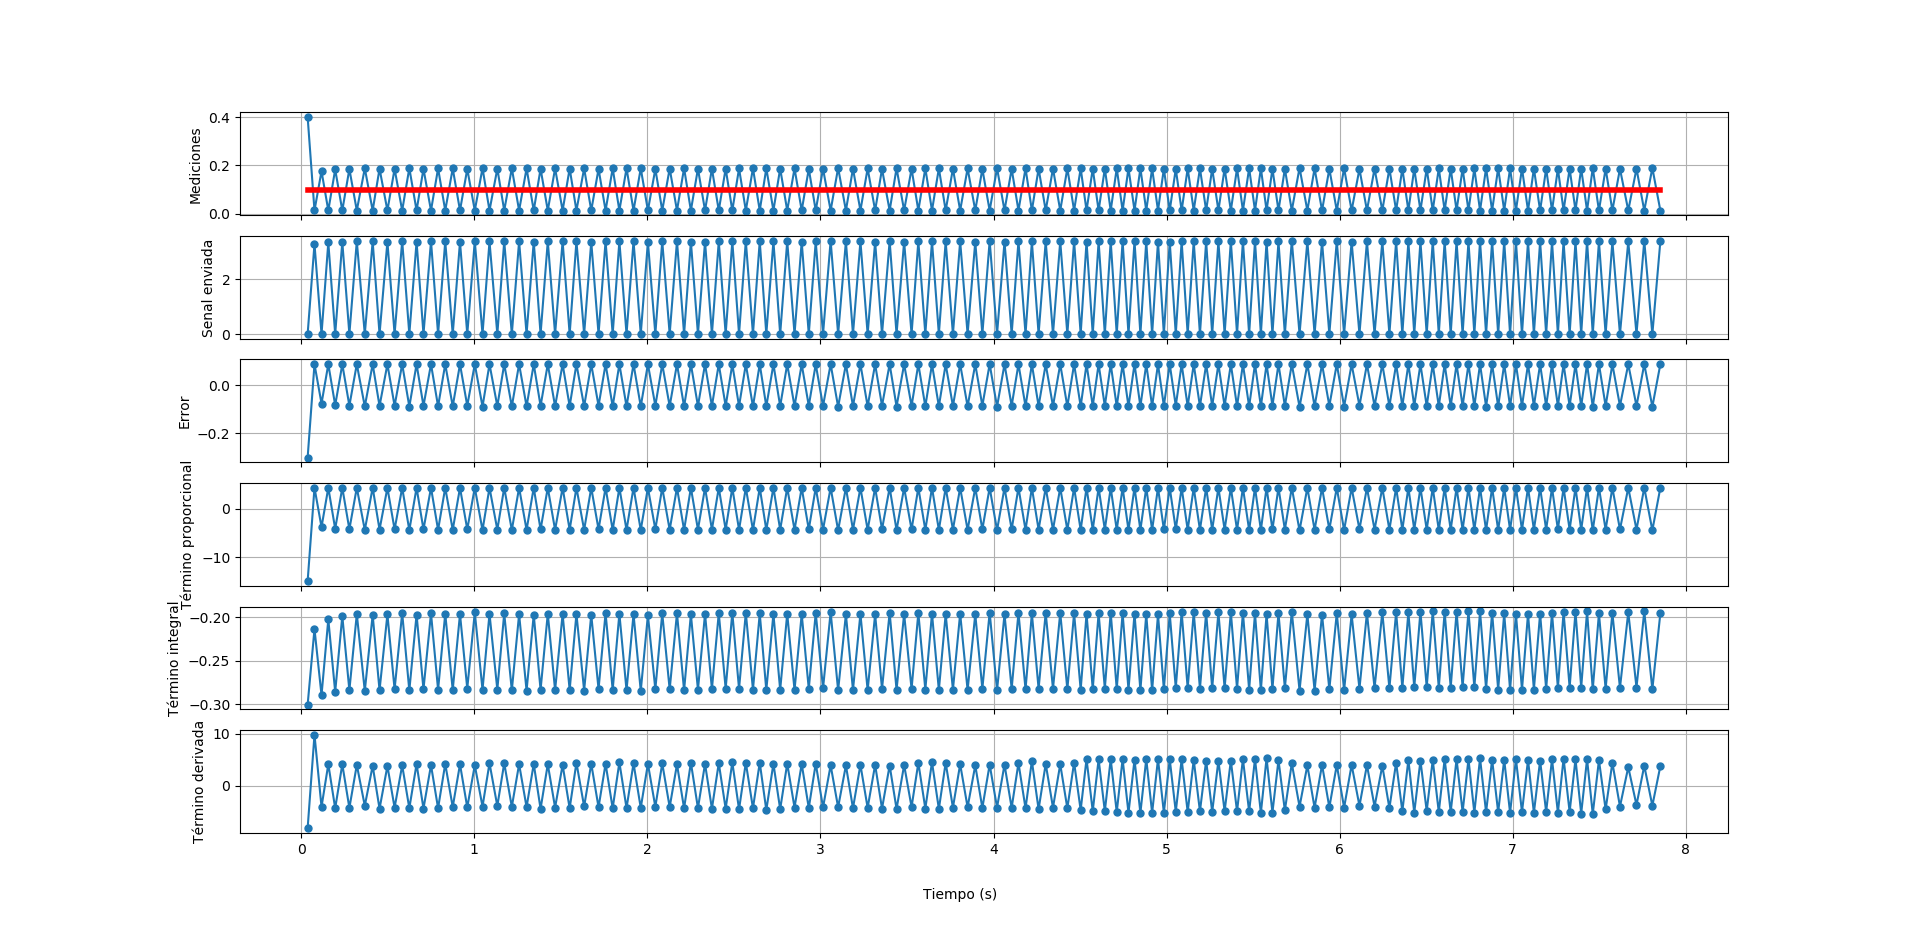 Mediciones
0.4
0.2
0.0
Senal enviada
2
0
Error
0.0
−0.2
Término proporcional
0
−10
Término integral
−0.20
−0.25
−0.30
Término derivada
10
0
0 1 2 3 4 5 6 7 8
Tiempo (s)